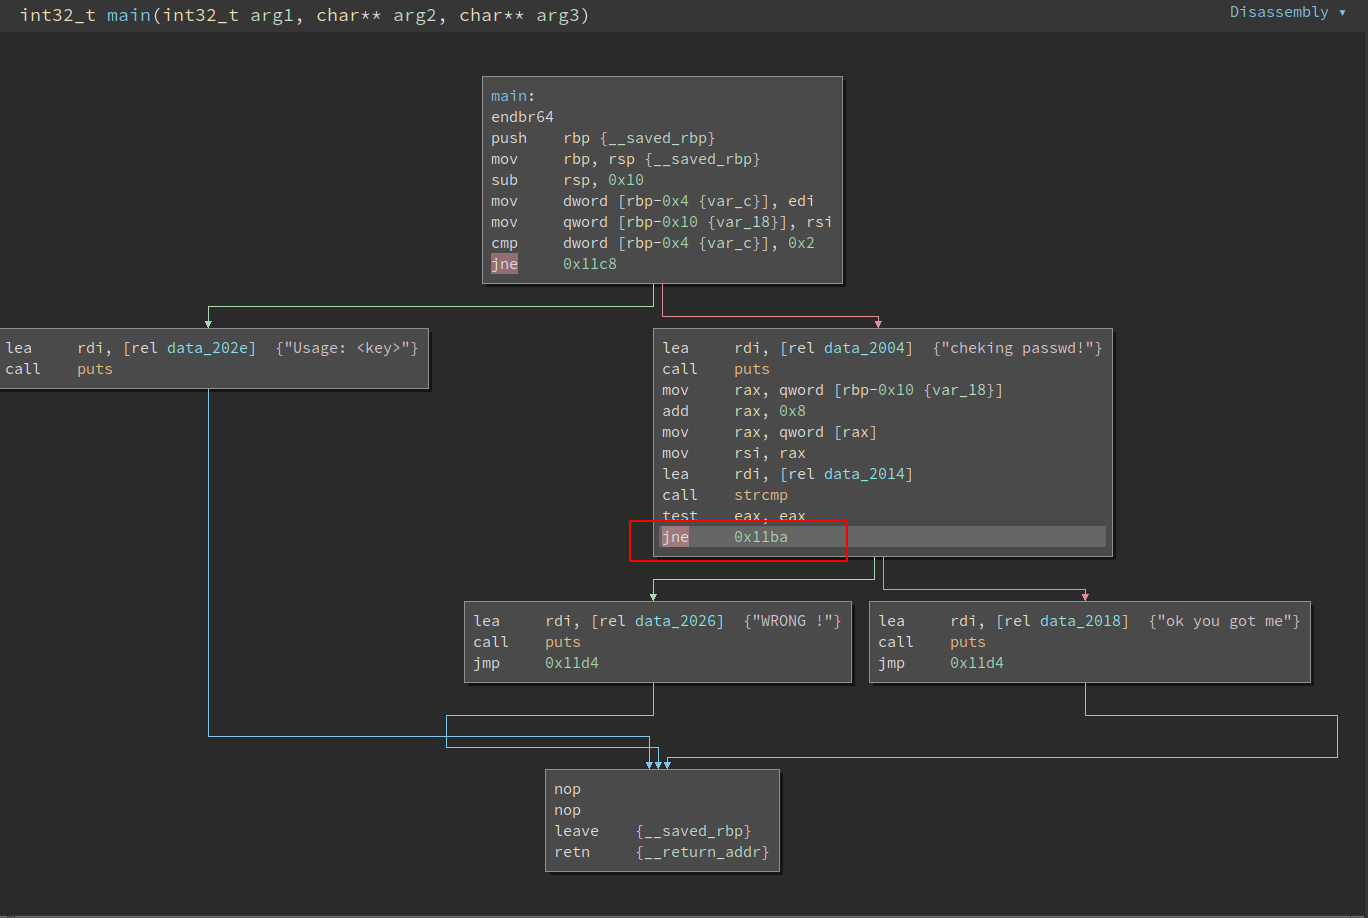 int32_t main(int32_t arg1, char** arg2, char** arg3)
Disassembly ▾
main:
endbr64
push rbp {__saved_rbp}
mov rbp, rsp {__saved_rbp}
sub rsp, 0x10
mov dword [rbp-0x4 {var_c}], edi
mov qword [rbp-0x10 {var_18}], rsi
cmp dword [rbp-0x4 {var_c}], 0x2
jne 0x11c8
lea rdi, [rel data_202e] {"Usage: <key>"}
call puts
lea rdi, [rel data_2004] {"cheking passwd!"}
call puts
mov rax, qword [rbp-0x10 {var_18}]
add rax, 0x8
mov rax, qword [rax]
mov rsi, rax
lea rdi, [rel data_2014]
call strcmp
test eax, eax
jne 0x11ba
lea rdi, [rel data_2026] {"WRONG !"}
call puts
jmp 0x11d4
lea rdi, [rel data_2018] {"ok you got me"}
call puts
jmp 0x11d4
nop
nop
leave {__saved_rbp}
retn {__return_addr}